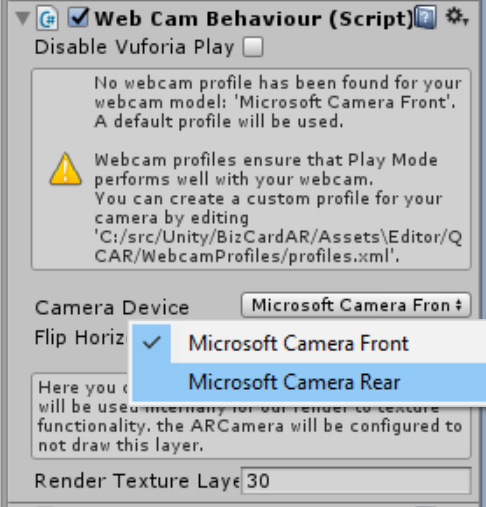 Web Cam Behaviour (Script)
Disable Vuforia Play
No webcam profile has been found for your
webcam model: 'Microsoft Camera Front'.
A default profile will be used.
Webcam profiles ensure that Play Mode
performs well with your webcam.
You can create a custom profile for your
camera by editing
'C:/src/Unity/BizCardAR/Assets\Editor/Q
CAR/WebcamProfiles/profiles.xml'.
Camera Device
Microsoft Camera Fron
Flip Horiz
Microsoft Camera Front
Microsoft Camera Rear
Here you
will be used internally for our render to texture
functionality. the ARCamera will be configured to
not draw this layer.
Render Texture Laye
30